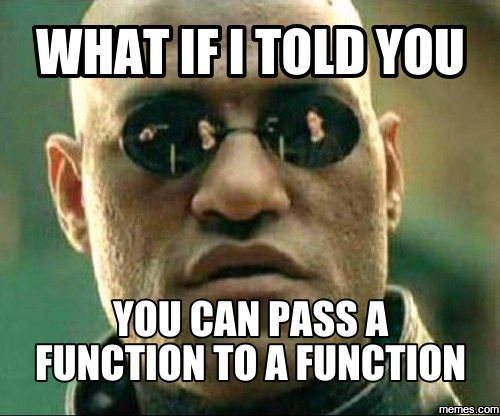 WHAT IF I TOLD YOU
YOU CAN PASS A
FUNCTION TO A FUNCTION
memes.com